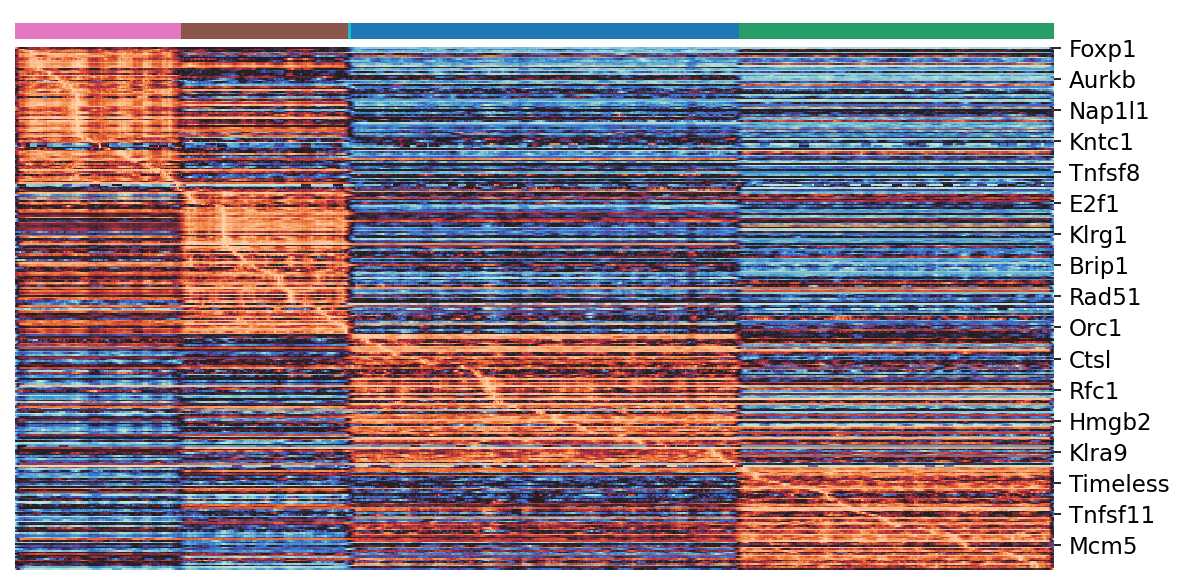 Foxp1
Aurkb
Nap1l1
Kntc1
Tnfsf8
E2f1
Klrg1
Brip1
Rad51
Orc1
Ctsl
Rfc1
Hmgb2
Klra9
Timeless
Tnfsf11
Mcm5